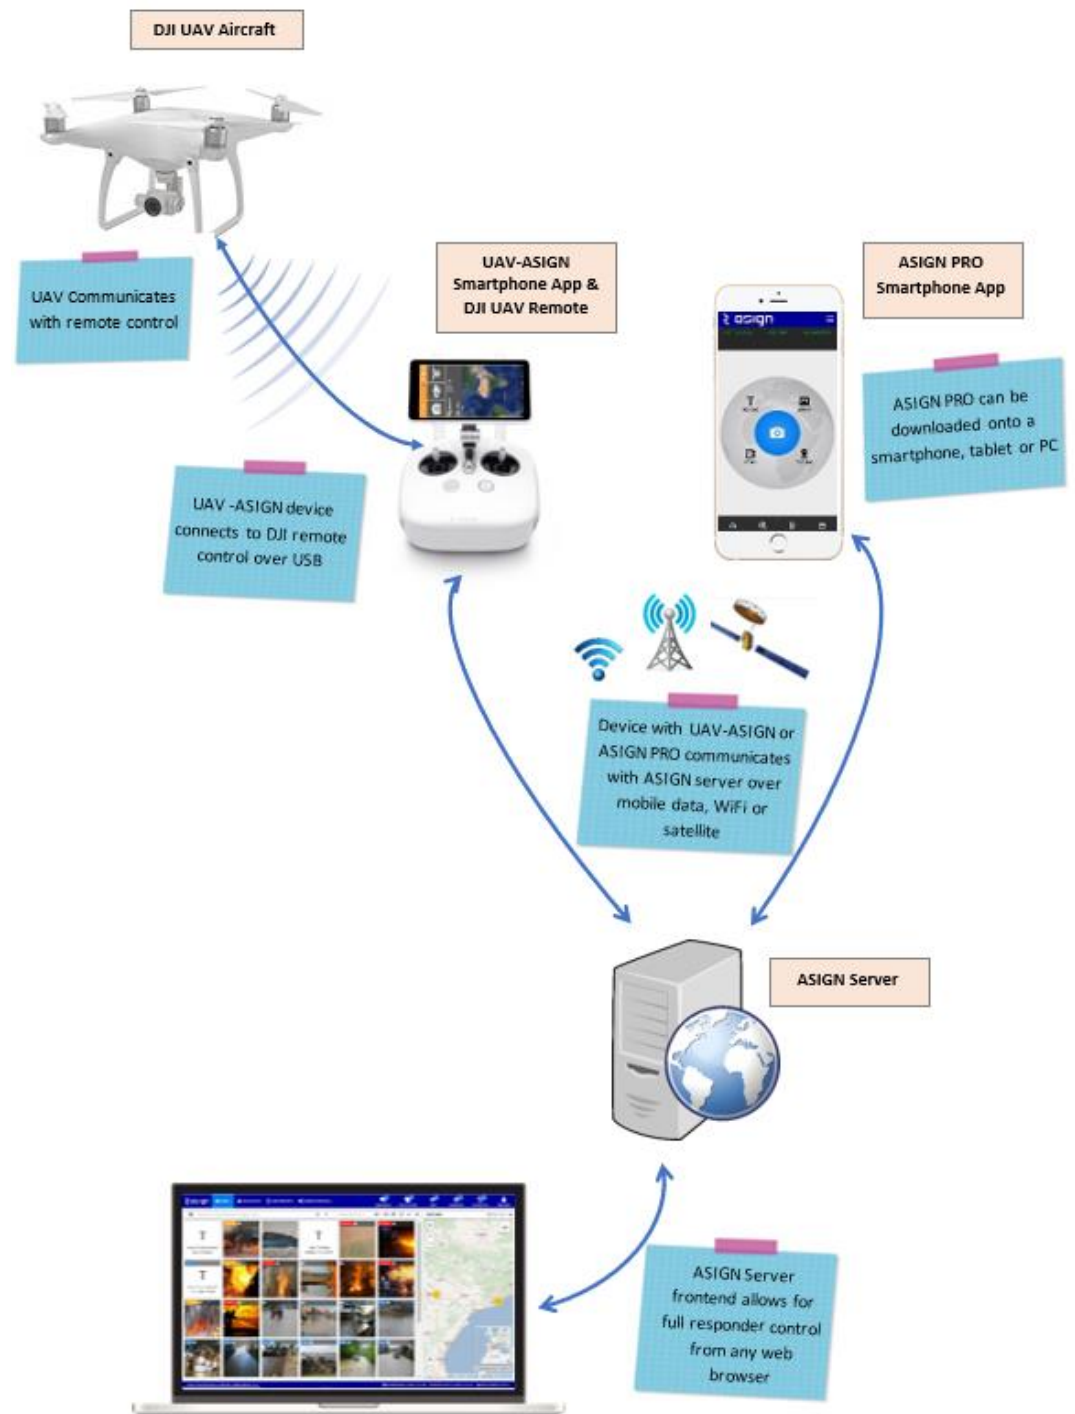 DJI UAV Aircraft
UAV Communicates
with remote control
UAV-ASIGN
Smartphone App &
DJI UAV Remote
ASIGN PRO
Smartphone App
asign
ASIGN PRO can be
downloaded onto a
smartphone, tablet or PC
UAV -ASIGN device
connects to DJI remote
control over USB
Device with UAV-ASIGN or
ASIGN PRO communicates
with ASIGN server over
mobile data, WiFi or
satellite
ASIGN Server
ASIGN Server
frontend allows for
full responder control
from any web
browser